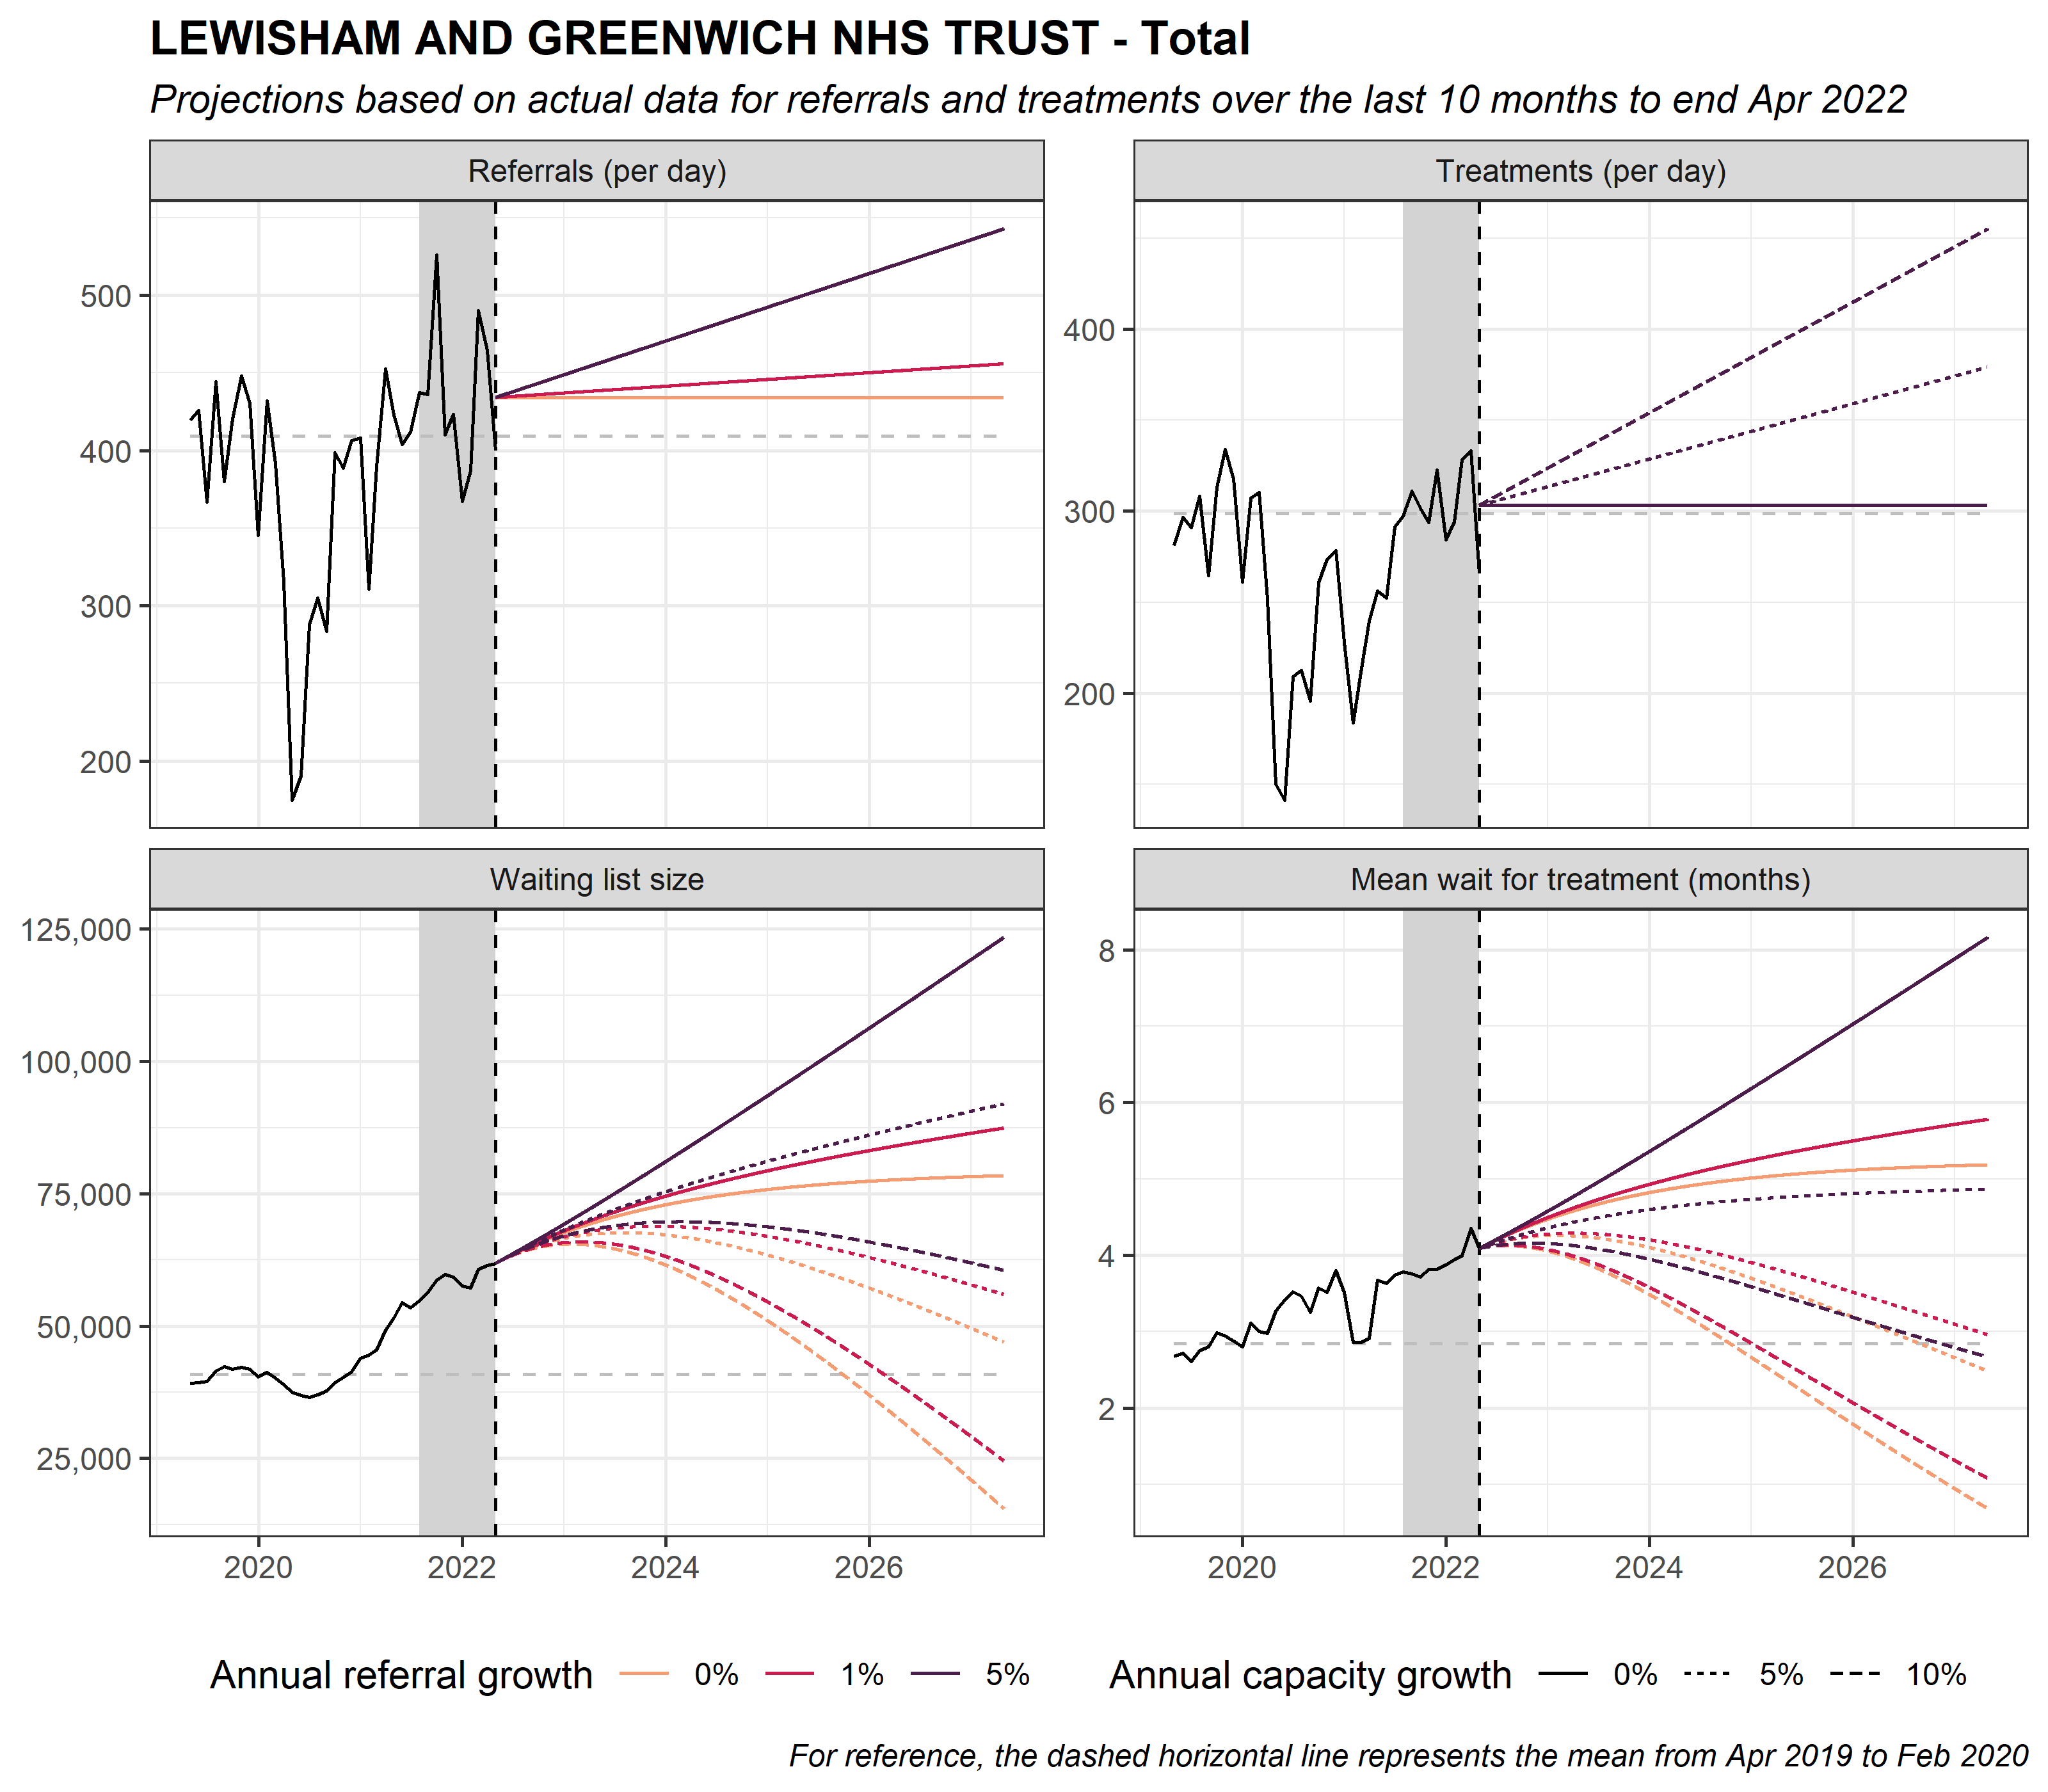 LEWISHAM AND GREENWICH NHS TRUST - Total
Projections based on actual data for referrals and treatments over the last 10 months to end Apr 2022
Referrals (per day)
500
400
300
200
Treatments (per day)
400
300
200
Waiting list size
125,000
100,000
75,000
50,000
25,000
2020 2022 2024 2026
Mean wait for treatment (months)
8
6
4
2
2020 2022 2024 2026
Annual referral growth 0% 1% 5%
Annual capacity growth 0% 5% 10%
For reference, the dashed horizontal line represents the mean from Apr 2019 to Feb 2020